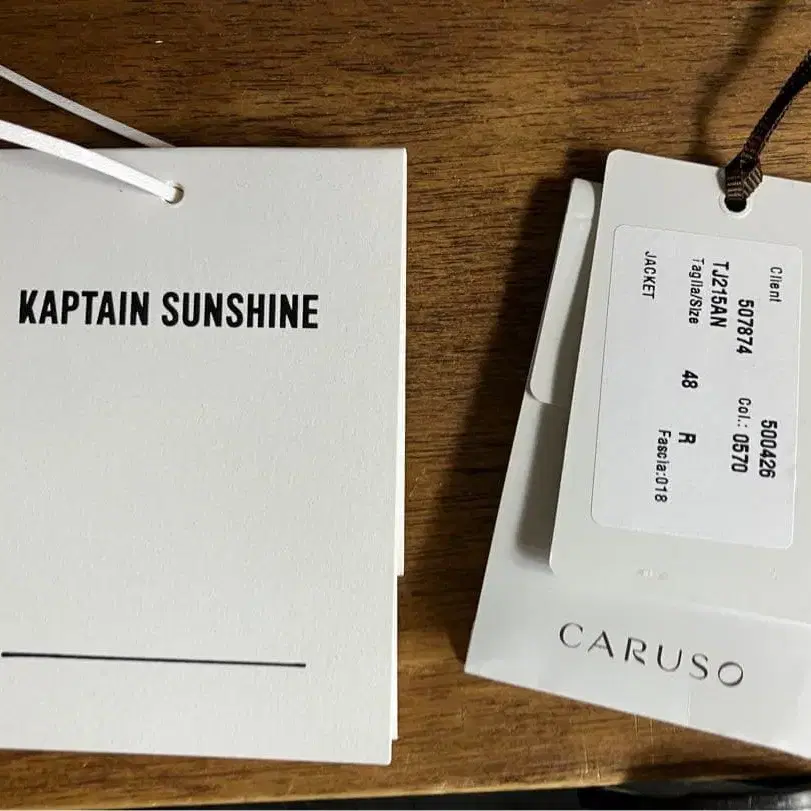 KAPTAIN SUNSHINE
Client 500426
507874 Col.: 0570
TJ215AN
Taglia/Size 48 R
JACKET Fascia:018
CARUSO